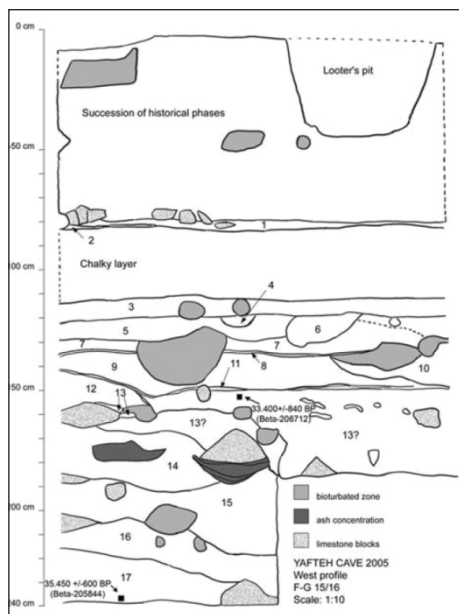 0 cm
Looter's pit
Succession of historical phases
-50 cm
1
2
Chalky layer
00 cm
4
3
5
6
7
7
8
9
11
10
12
13
150 cm
33.400+/-840 BP
(Beta-206712)
13?
13?
14
15
bioturbated zone
ash concentration
limestone blocks
200 cm
16
YAFTEH CAVE 2005
West profile
F-G 15/16
Scale: 1:10
17
35.450 +/-600 BP
(Beta-205844)
240 cm